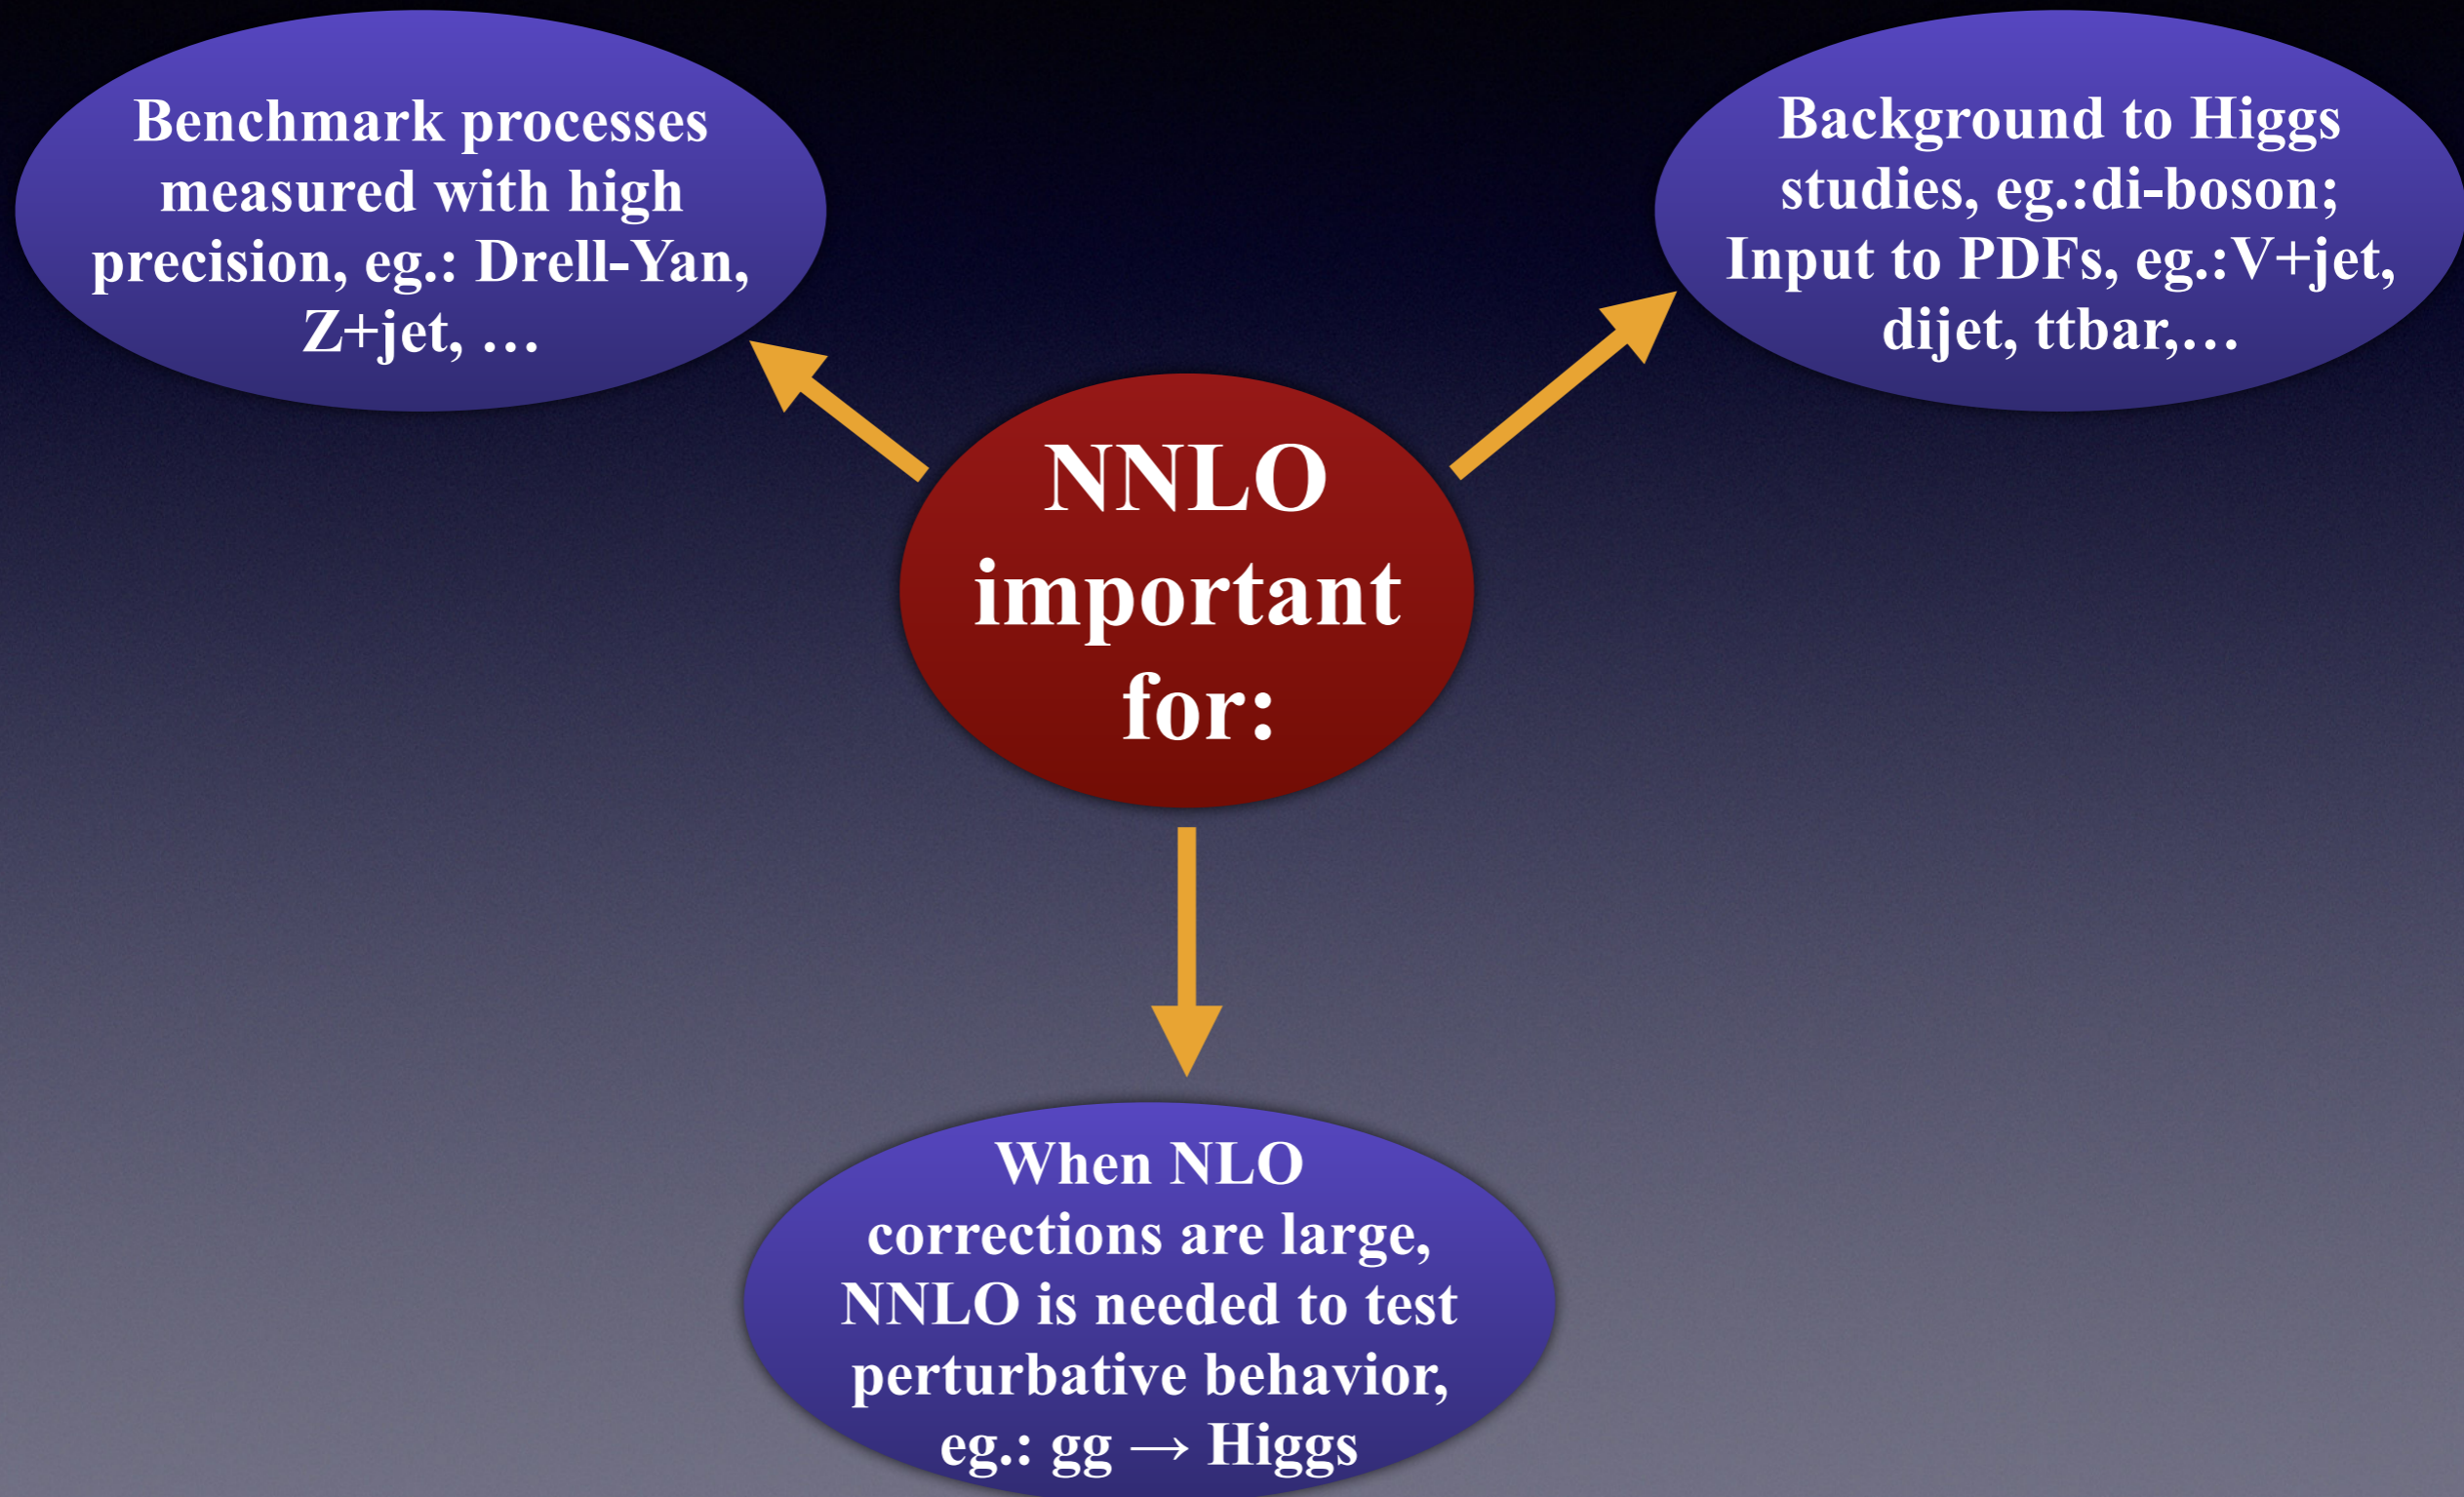 Benchmark processes
measured with high
precision, eg.: Drell-Yan,
Z+jet, …
Background to Higgs
studies, eg.:di-boson;
Input to PDFs, eg.:V+jet,
dijet, ttbar,…
NNLO
important
for:
When NLO
corrections are large,
NNLO is needed to test
perturbative behavior,
eg.: gg → Higgs